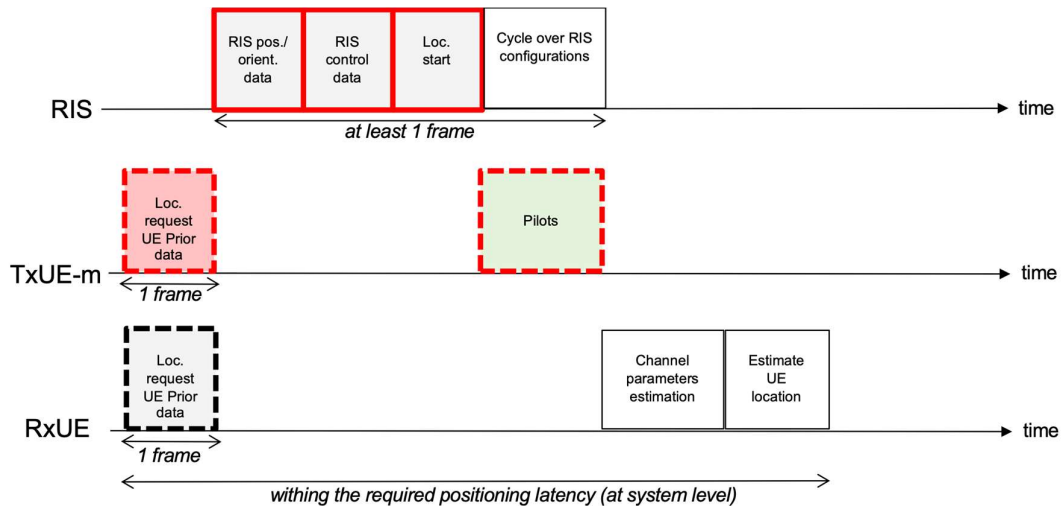 RIS pos./
orient.
data
RIS
control
data
Loc.
start
Cycle over RIS
configurations
RIS
time
at least 1 frame
Loc.
request
UE Prior
data
Pilots
TxUE-m
time
1 frame
Loc.
request
UE Prior
data
Channel
parameters
estimation
Estimate
UE
location
RxUE
time
1 frame
withing the required positioning latency (at system level)